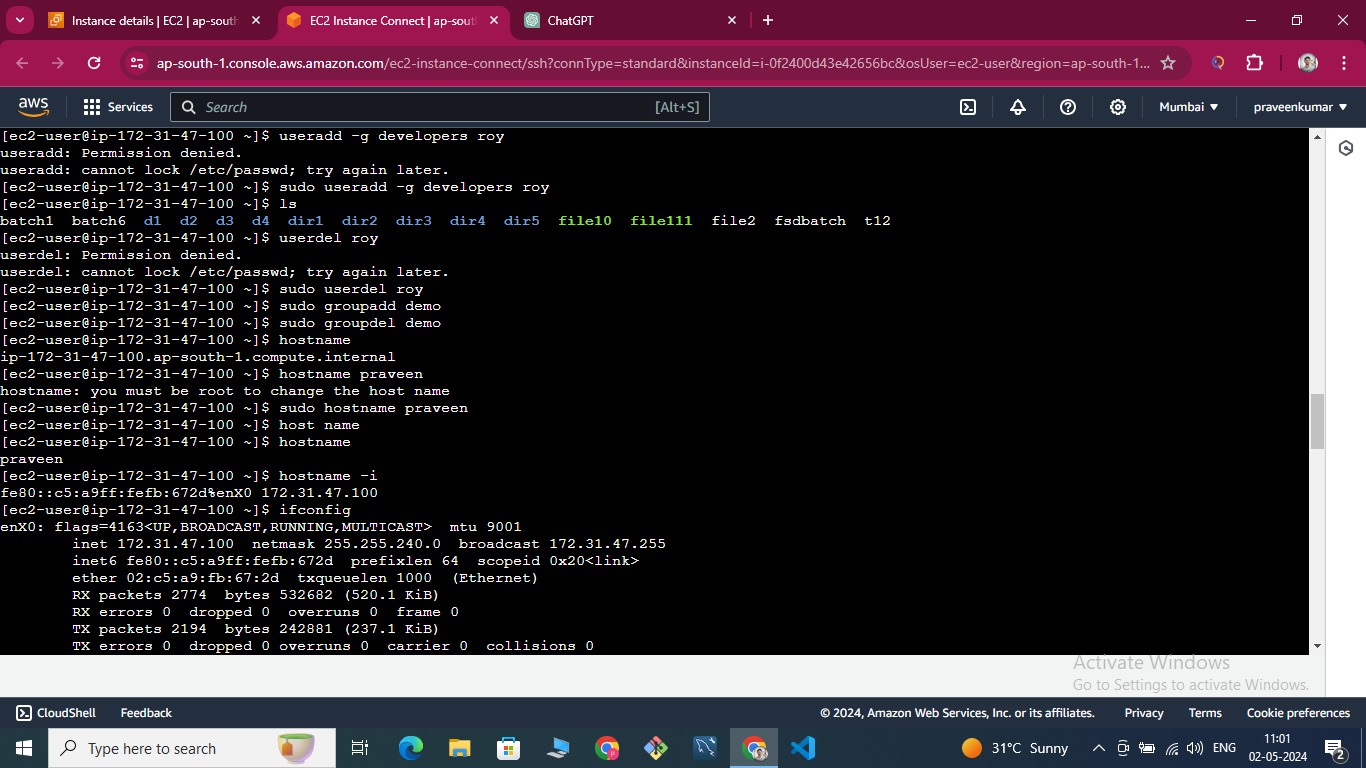 Instance details | EC2 | ap-south
EC2 Instance Connect | ap-sout
ChatGPT
ap-south-1.console.aws.amazon.com/ec2-instance-connect/ssh?connType=standard&instanceId=i-0f2400d43e42656bc&osUser=ec2-user&region=ap-south-1...
aws Services Search [Alt+S] Mumbai praveenkumar
[ec2-user@ip-172-31-47-100 ~]$ useradd -g developers roy
useradd: Permission denied.
useradd: cannot lock /etc/passwd; try again later.
[ec2-user@ip-172-31-47-100 ~]$ sudo useradd -g developers roy
[ec2-user@ip-172-31-47-100 ~]$ ls
batch1 batch6 d1 d2 d3 d4 dir1 dir2 dir3 dir4 dir5 file10 file111 file2 fsdbatch t12
[ec2-user@ip-172-31-47-100 ~]$ userdel roy
userdel: Permission denied.
userdel: cannot lock /etc/passwd; try again later.
[ec2-user@ip-172-31-47-100 ~]$ sudo userdel roy
[ec2-user@ip-172-31-47-100 ~]$ sudo groupadd demo
[ec2-user@ip-172-31-47-100 ~]$ sudo groupdel demo
[ec2-user@ip-172-31-47-100 ~]$ hostname
ip-172-31-47-100.ap-south-1.compute.internal
[ec2-user@ip-172-31-47-100 ~]$ hostname praveen
hostname: you must be root to change the host name
[ec2-user@ip-172-31-47-100 ~]$ sudo hostname praveen
[ec2-user@ip-172-31-47-100 ~]$ host name
[ec2-user@ip-172-31-47-100 ~]$ hostname
praveen
[ec2-user@ip-172-31-47-100 ~]$ hostname -i
fe80::c5:a9ff:fefb:672d%enX0 172.31.47.100
[ec2-user@ip-172-31-47-100 ~]$ ifconfig
enX0: flags=4163<UP,BROADCAST,RUNNING,MULTICAST> mtu 9001
inet 172.31.47.100 netmask 255.255.240.0 broadcast 172.31.47.255
inet6 fe80::c5:a9ff:fefb:672d prefixlen 64 scopeid 0x20<link>
ether 02:c5:a9:fb:67:2d txqueuelen 1000 (Ethernet)
RX packets 2774 bytes 532682 (520.1 KiB)
RX errors 0 dropped 0 overruns 0 frame 0
TX packets 2194 bytes 242881 (237.1 KiB)
TX errors 0 dropped 0 overruns 0 carrier 0 collisions 0
Activate Windows
Go to Settings to activate Windows.
CloudShell Feedback © 2024, Amazon Web Services, Inc. or its affiliates. Privacy Terms Cookie preferences
Type here to search 31°C Sunny ENG 11:01
02-05-2024 2